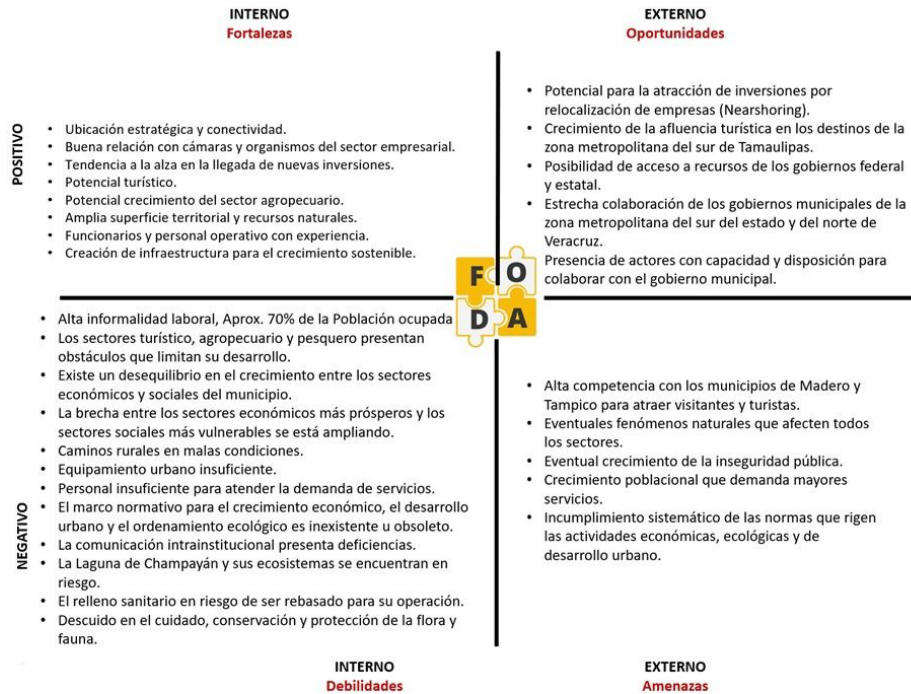 INTERNO
Fortalezas
EXTERNO
Oportunidades
POSITIVO
• Ubicación estratégica y conectividad.
• Buena relación con cámaras y organismos del sector empresarial.
• Tendencia a la alza en la llegada de nuevas inversiones.
• Potencial turístico.
• Potencial crecimiento del sector agropecuario.
• Amplia superficie territorial y recursos naturales.
• Funcionarios y personal operativo con experiencia.
• Creación de infraestructura para el crecimiento sostenible.
• Potencial para la atracción de inversiones por
relocalización de empresas (Nearshoring).
• Crecimiento de la afluencia turística en los destinos de la
zona metropolitana del sur de Tamaulipas.
• Posibilidad de acceso a recursos de los gobiernos federal
y estatal.
• Estrecha colaboración de los gobiernos municipales de la
zona metropolitana del sur del estado y del norte de
Veracruz.
Presencia de actores con capacidad y disposición para
colaborar con el gobierno municipal.
F O
D A
NEGATIVO
• Alta informalidad laboral, Aprox. 70% de la Población ocupada
• Los sectores turístico, agropecuario y pesquero presentan
obstáculos que limitan su desarrollo.
• Existe un desequilibrio en el crecimiento entre los sectores
económicos y sociales del municipio.
• La brecha entre los sectores económicos más prósperos y los
sectores sociales más vulnerables se está ampliando.
• Caminos rurales en malas condiciones.
• Equipamiento urbano insuficiente.
• Personal insuficiente para atender la demanda de servicios.
• El marco normativo para el crecimiento económico, el desarrollo
urbano y el ordenamiento ecológico es inexistente u obsoleto.
• La comunicación intrainstitucional presenta deficiencias.
• La Laguna de Champayán y sus ecosistemas se encuentran en
riesgo.
• El relleno sanitario en riesgo de ser rebasado para su operación.
• Descuido en el cuidado, conservación y protección de la flora y
fauna.
• Alta competencia con los municipios de Madero y
Tampico para atraer visitantes y turistas.
• Eventuales fenómenos naturales que afecten todos
los sectores.
• Eventual crecimiento de la inseguridad pública.
• Crecimiento poblacional que demanda mayores
servicios.
• Incumplimiento sistemático de las normas que rigen
las actividades económicas, ecológicas y de
desarrollo urbano.
INTERNO
Debilidades
EXTERNO
Amenazas